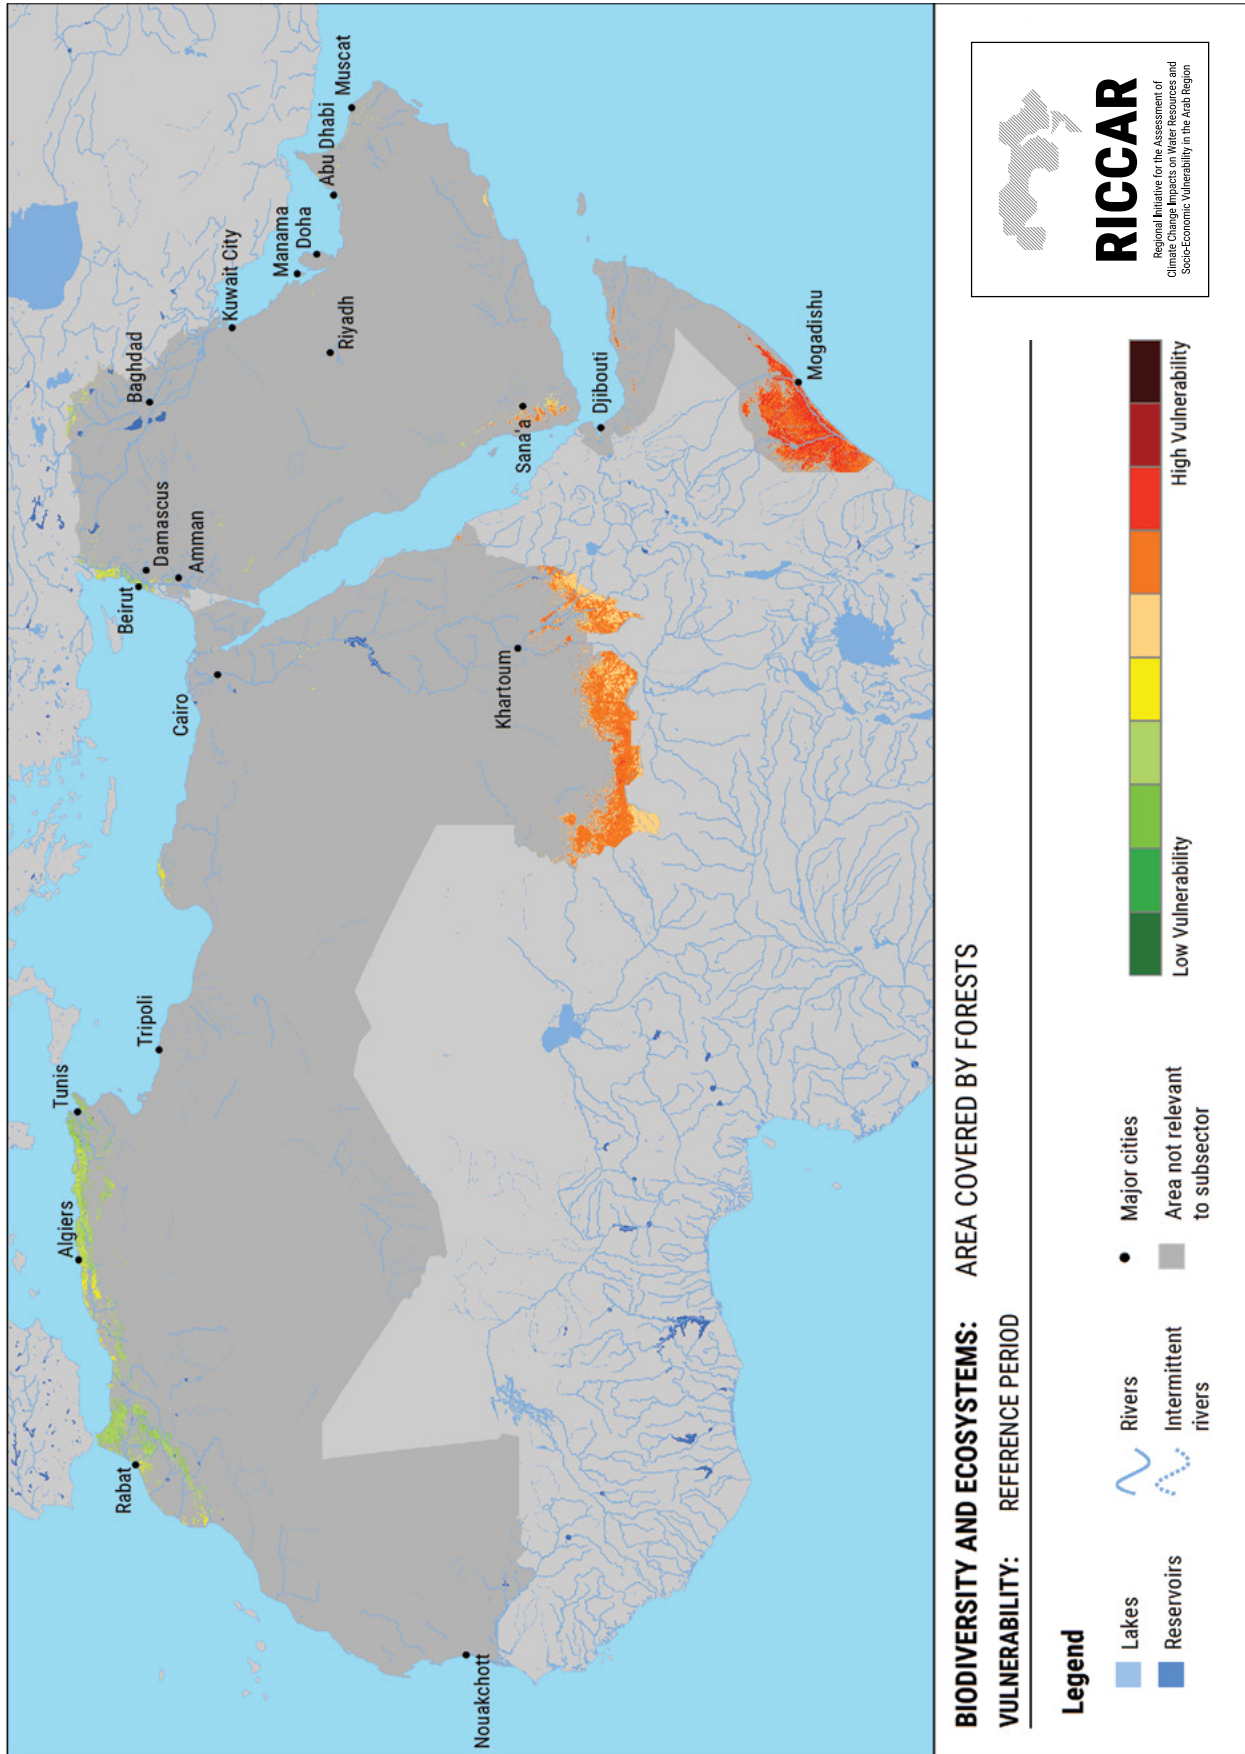 Rabat
Algiers
Tunis
Tripoli
Nouakchott
Cairo
Beirut
Damascus
Amman
Baghdad
Kuwait City
Manama
Doha
Abu Dhabi
Muscat
Riyadh
Khartoum
Sana'a
Djibouti
Mogadishu
BIODIVERSITY AND ECOSYSTEMS: AREA COVERED BY FORESTS
VULNERABILITY: REFERENCE PERIOD
Legend
Lakes
Reservoirs
Rivers
Intermittent
rivers
Major cities
Area not relevant
to subsector
Low Vulnerability
High Vulnerability
RICCAR
Regional Initiative for the Assessment of
Climate Change Impacts on Water Resources and
Socio-Economic Vulnerability in the Arab Region